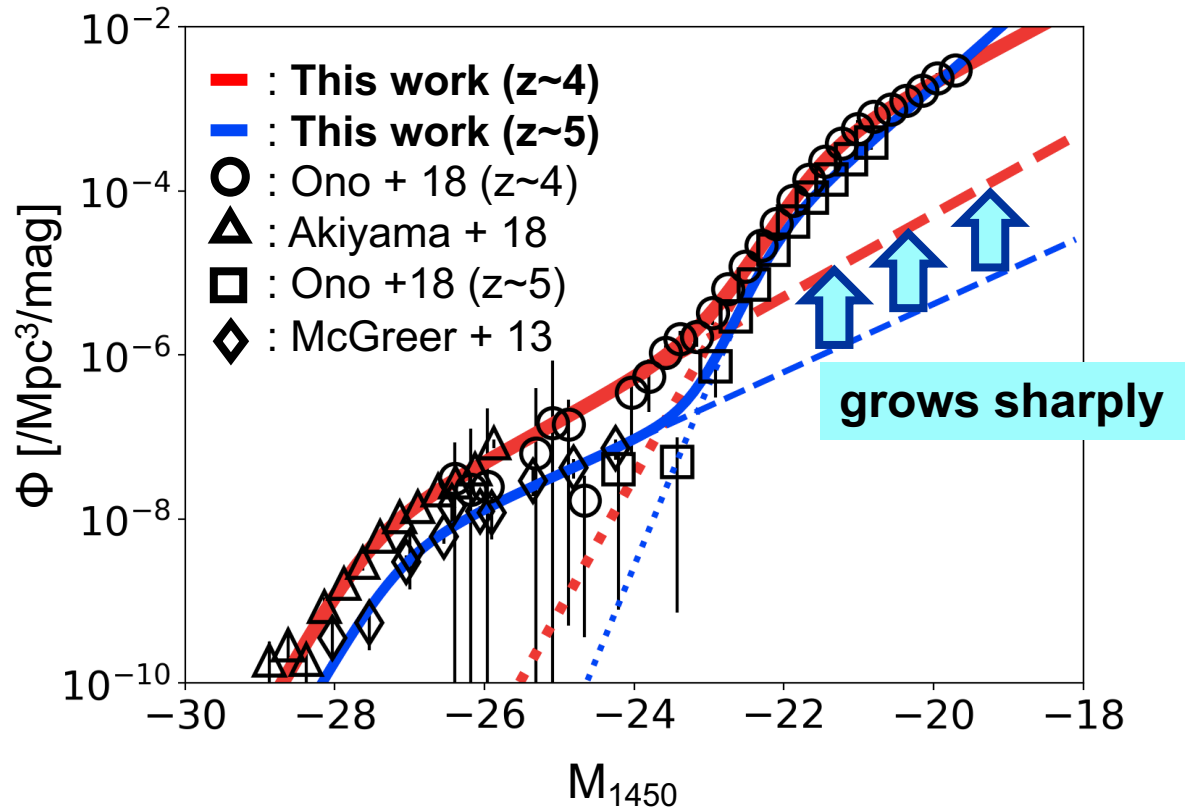 10⁻²
: This work (z~4)
: This work (z~5)
: Ono + 18 (z~4)
10⁻⁴
: Akiyama + 18
: Ono +18 (z~5)
: McGreer + 13
10⁻⁶
grows sharply
10⁻⁸
10⁻¹⁰
Φ [/Mpc³/mag]
−30 −28 −26 −24 −22 −20 −18
M₁₄₅₀